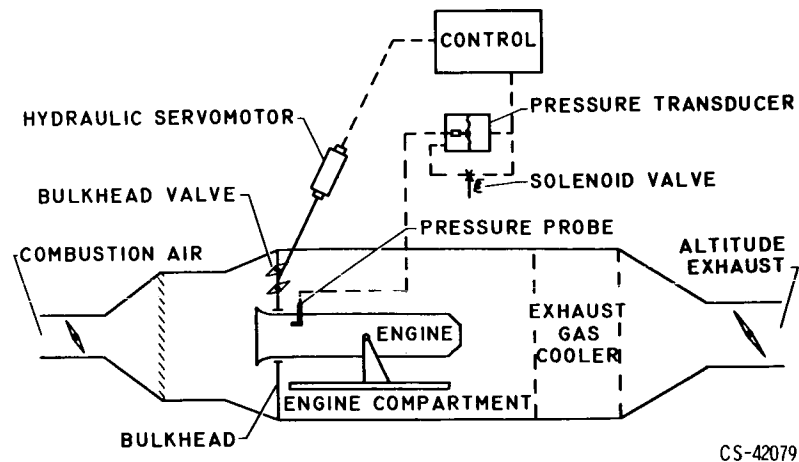 CONTROL
HYDRAULIC SERVOMOTOR
PRESSURE TRANSDUCER
BULKHEAD VALVE
SOLENOID VALVE
PRESSURE PROBE
COMBUSTION AIR
ALTITUDE
EXHAUST
ENGINE
EXHAUST
GAS
COOLER
ENGINE COMPARTMENT
BULKHEAD
CS-42079